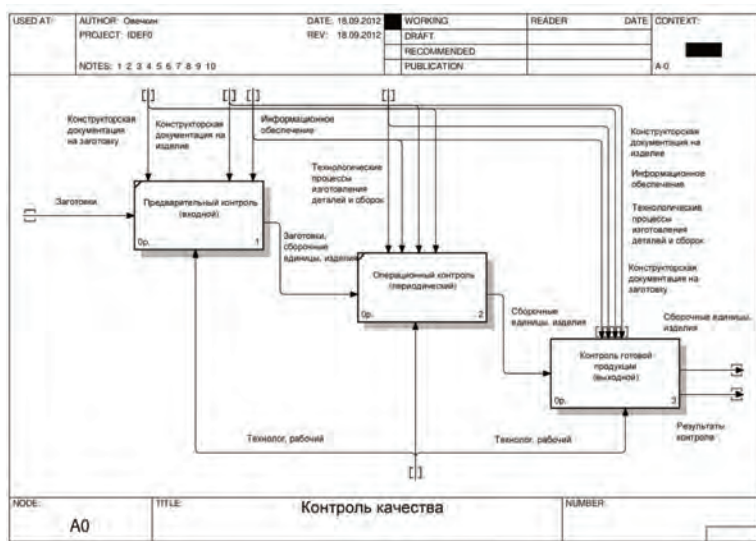 USED AT:
AUTHOR: Овечкин
DATE: 18.09.2012
WORKING
READER
DATE
CONTEXT:
PROJECT: IDEF0
REV: 18.09.2012
DRAFT
RECOMMENDED
NOTES: 1 2 3 4 5 6 7 8 9 10
PUBLICATION
A-0
Конструкторская
документация
на заготовку
Конструкторская
документация на
изделие
Информационное
обеспечение
Технологические
процессы
изготовления
деталей и сборок
Конструкторская
документация на
изделие
Информационное
обеспечение
Технологические
процессы
изготовления
деталей и сборок
Конструкторская
документация на
заготовку
Заготовки
Предварительный контроль
(входной)
0р.
1
Заготовки,
сборочные
единицы, изделия
Операционный контроль
(периодический)
0р.
2
Сборочные
единицы, изделия
Сборочные единицы,
изделия
Контроль готовой
продукции
(выходной)
0р.
3
Результаты
контроля
Технолог, рабочий
Технолог, рабочий
NODE:
A0
TITLE:
Контроль качества
NUMBER: